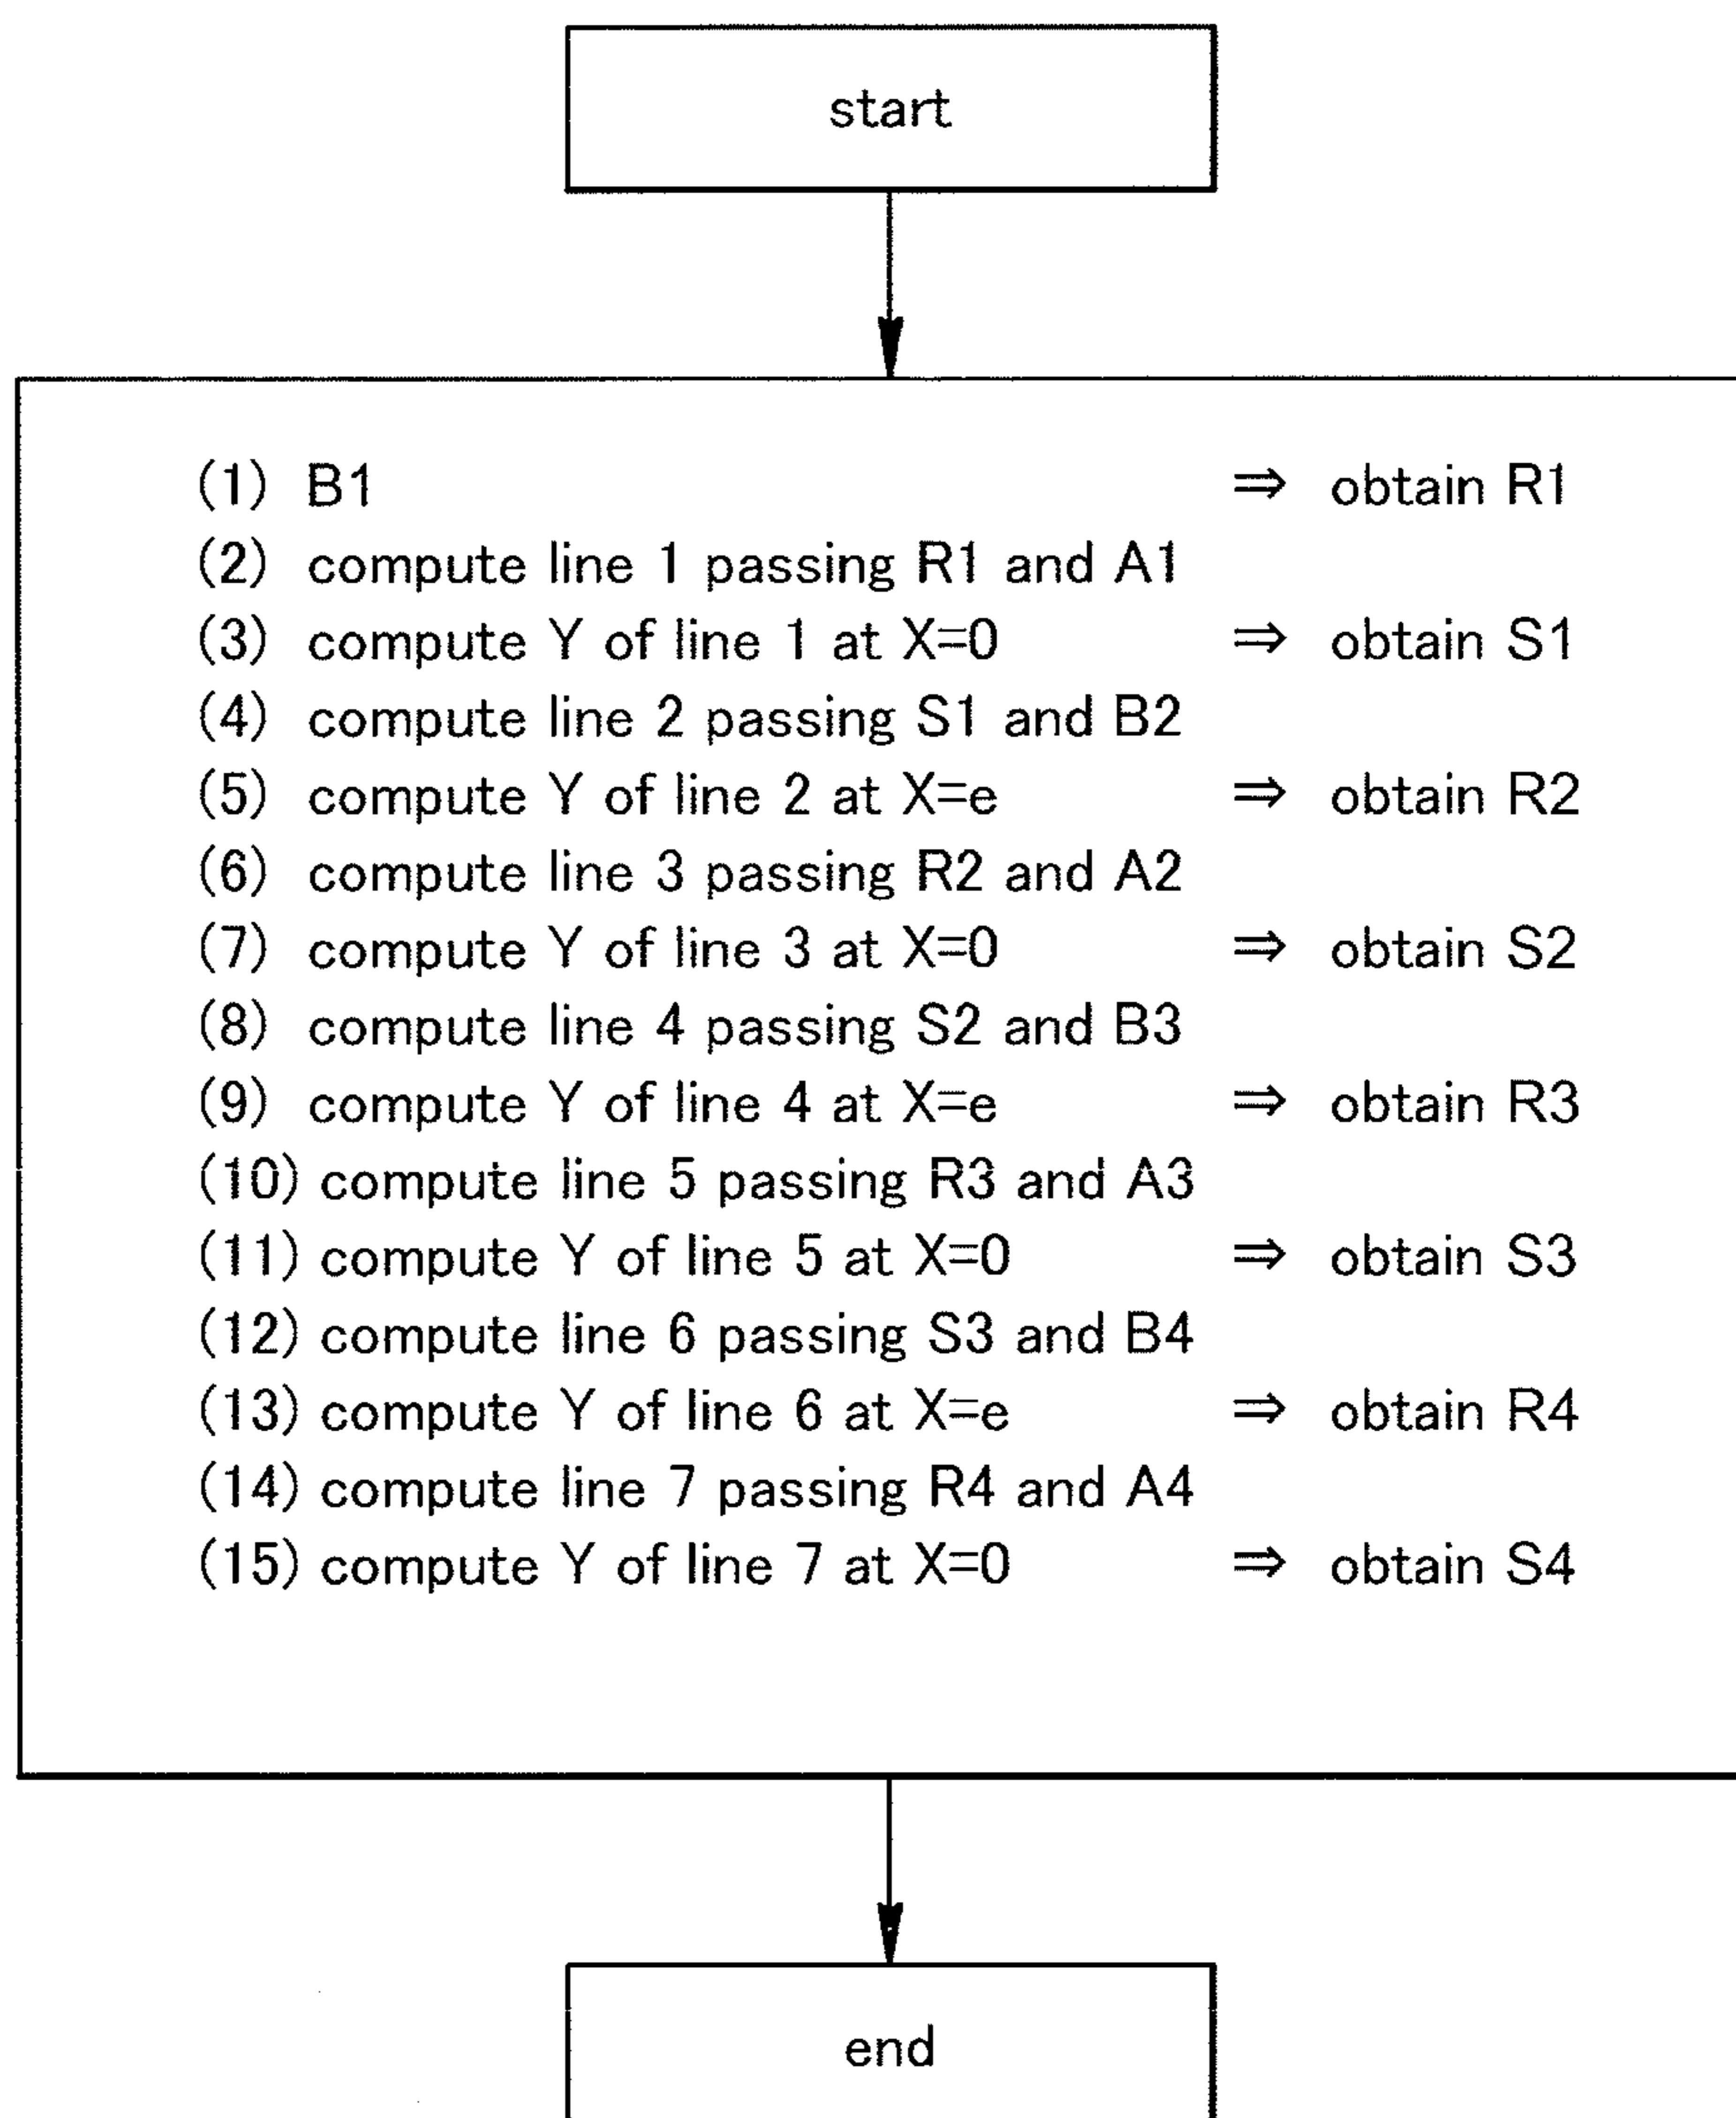 start
(1) B1 ⇒ obtain R1
(2) compute line 1 passing R1 and A1
(3) compute Y of line 1 at X=0 ⇒ obtain S1
(4) compute line 2 passing S1 and B2
(5) compute Y of line 2 at X=e ⇒ obtain R2
(6) compute line 3 passing R2 and A2
(7) compute Y of line 3 at X=0 ⇒ obtain S2
(8) compute line 4 passing S2 and B3
(9) compute Y of line 4 at X=e ⇒ obtain R3
(10) compute line 5 passing R3 and A3
(11) compute Y of line 5 at X=0 ⇒ obtain S3
(12) compute line 6 passing S3 and B4
(13) compute Y of line 6 at X=e ⇒ obtain R4
(14) compute line 7 passing R4 and A4
(15) compute Y of line 7 at X=0 ⇒ obtain S4
end